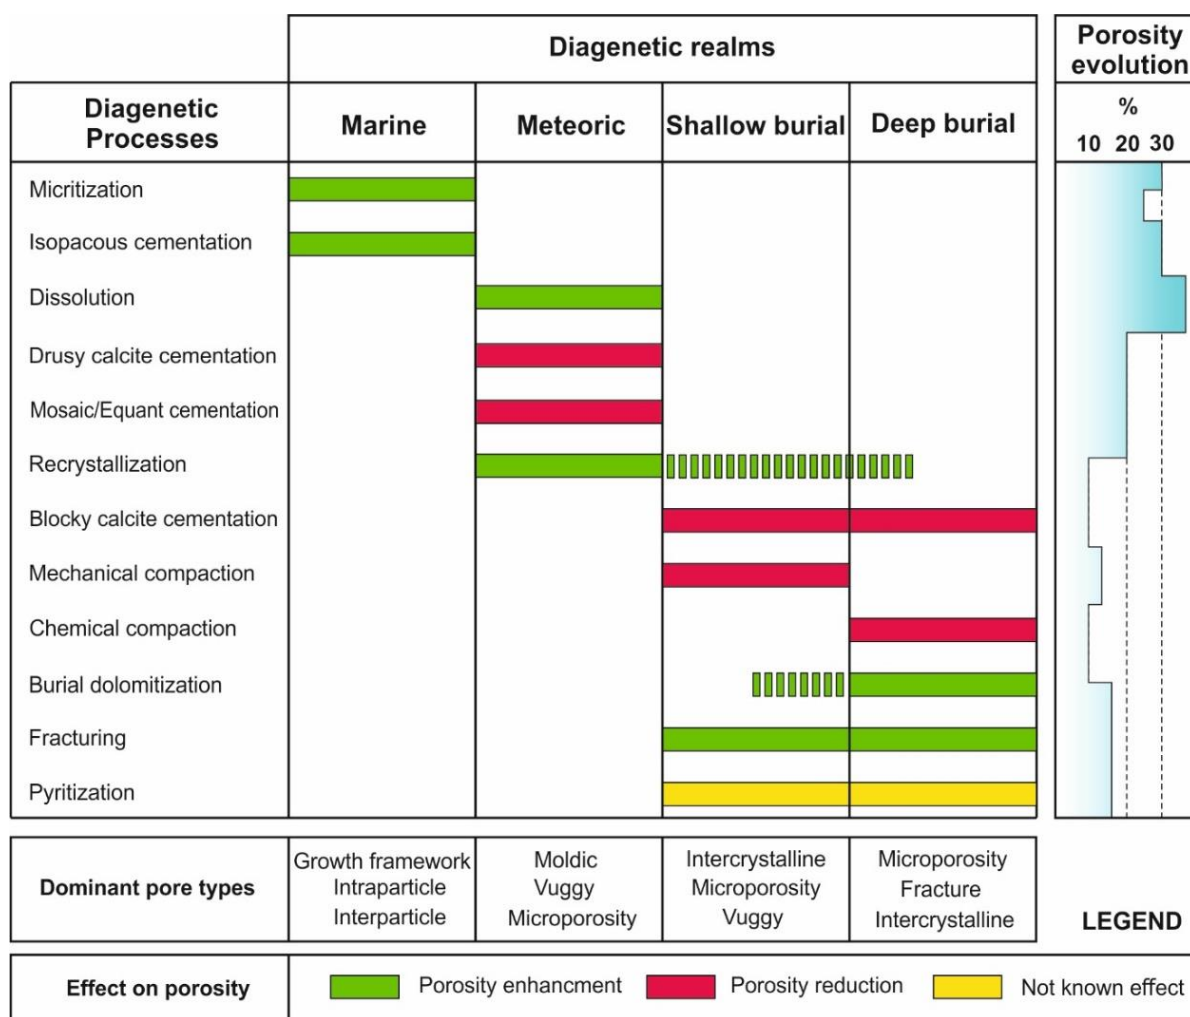 Diagenetic realms
Porosity
evolution
Diagenetic
Processes
Marine
Meteoric
Shallow burial
Deep burial
%
10 20 30
Micritization
Isopacous cementation
Dissolution
Drusy calcite cementation
Mosaic/Equant cementation
Recrystallization
Blocky calcite cementation
Mechanical compaction
Chemical compaction
Burial dolomitization
Fracturing
Pyritization
Dominant pore types
Growth framework
Intraparticle
Interparticle
Moldic
Vuggy
Microporosity
Intercrystalline
Microporosity
Vuggy
Microporosity
Fracture
Intercrystalline
LEGEND
Effect on porosity
Porosity enhancment
Porosity reduction
Not known effect